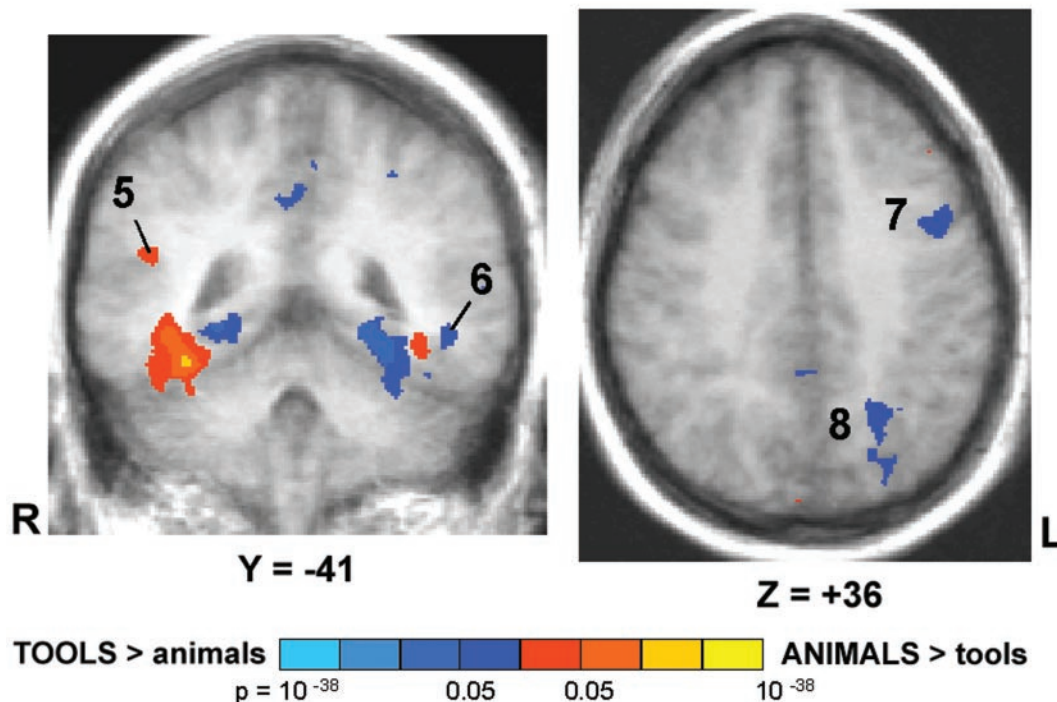 5
6
7
8
R
L
Y = -41
Z = +36
TOOLS > animals
ANIMALS > tools
p = 10 -38
0.05
0.05
10 -38